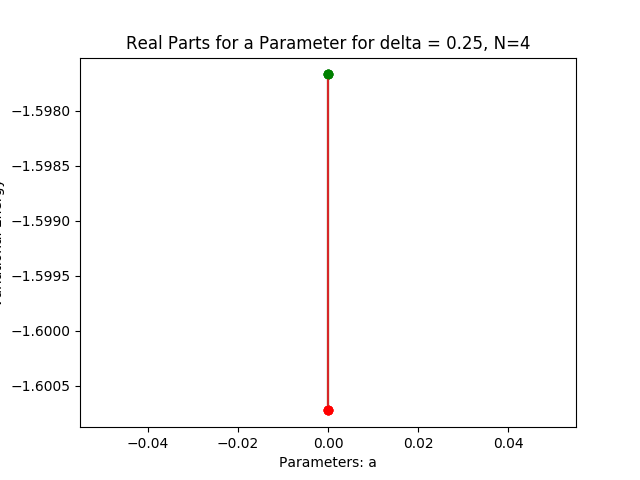 Real Parts for a Parameter for delta = 0.25, N=4
−1.5980
−1.5985
−1.5990
−1.5995
−1.6000
−1.6005
−0.04 −0.02 0.00 0.02 0.04
Parameters: a